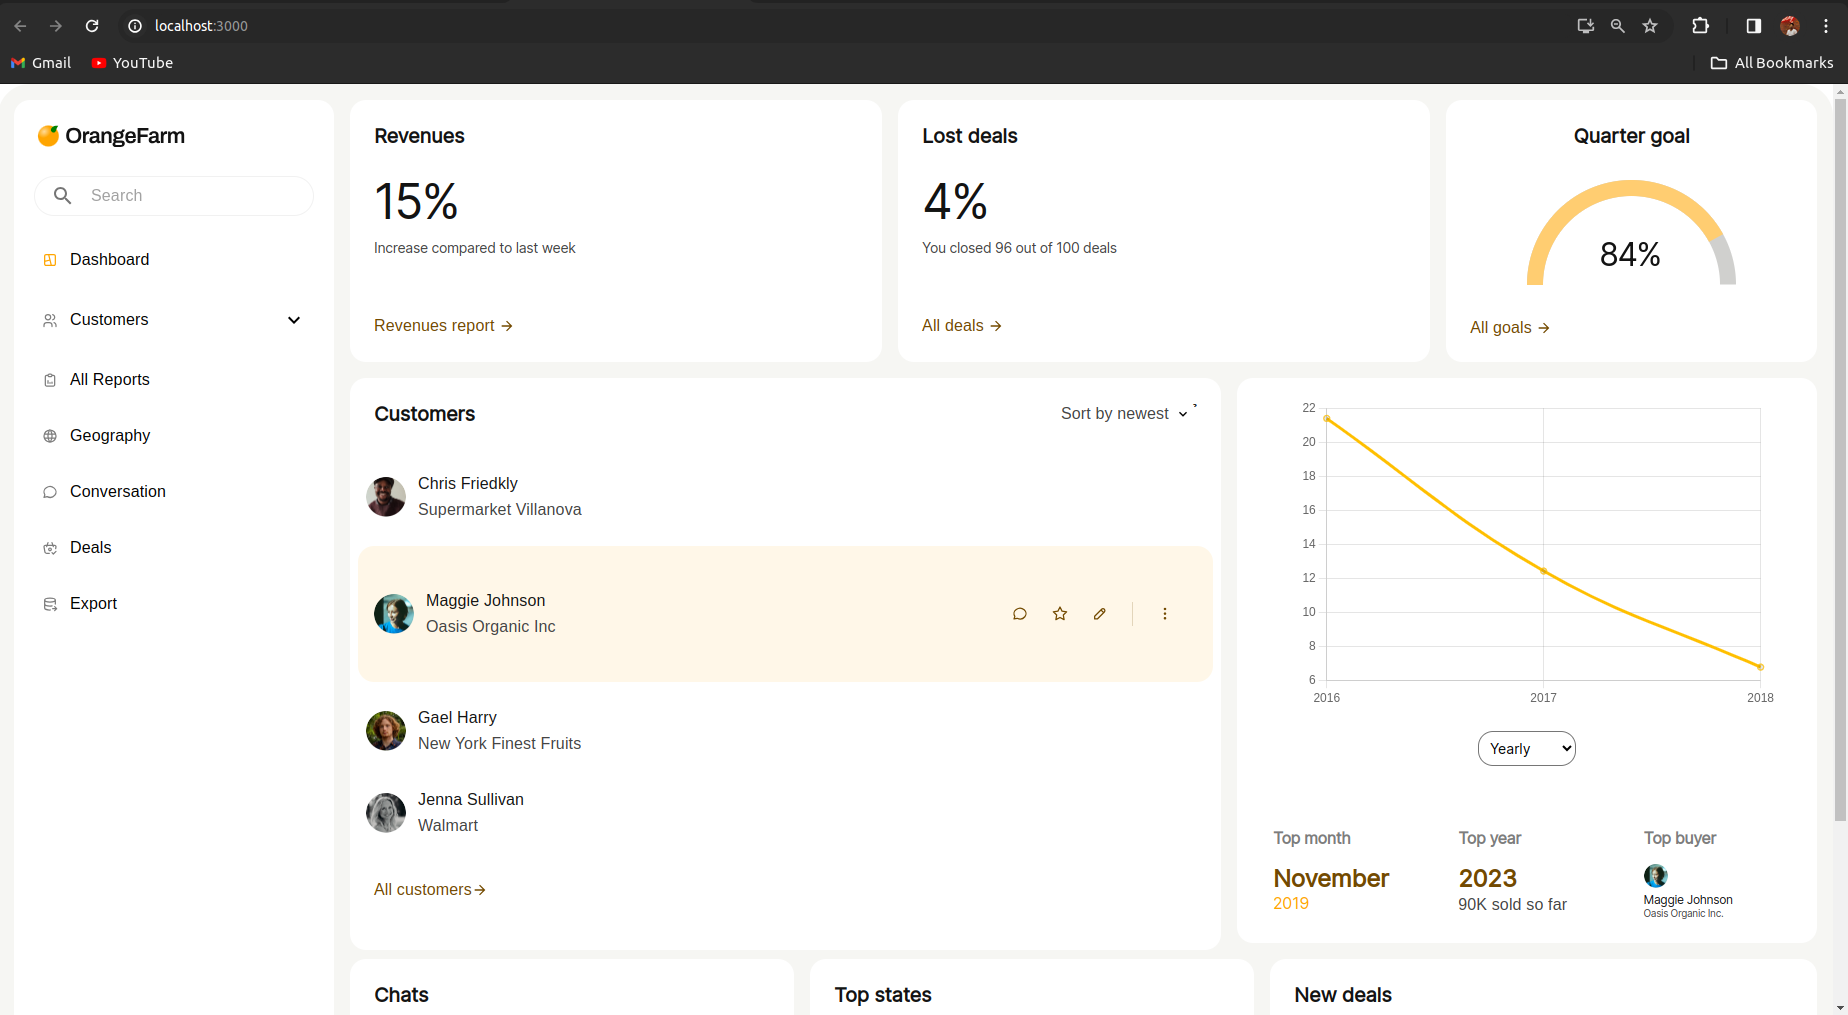 localhost:3000
Gmail
YouTube
All Bookmarks
OrangeFarm
Search
Dashboard
Customers
All Reports
Geography
Conversation
Deals
Export
Revenues
15%
Increase compared to last week
Revenues report →
Lost deals
4%
You closed 96 out of 100 deals
All deals →
Quarter goal
84%
All goals →
Customers
Sort by newest
Chris Friedkly
Supermarket Villanova
Maggie Johnson
Oasis Organic Inc
Gael Harry
New York Finest Fruits
Jenna Sullivan
Walmart
All customers→
22
20
18
16
14
12
10
8
6
2016 2017 2018
Yearly
Top month
November
2019
Top year
2023
90K sold so far
Top buyer
Maggie Johnson
Oasis Organic Inc.
Chats
Top states
New deals